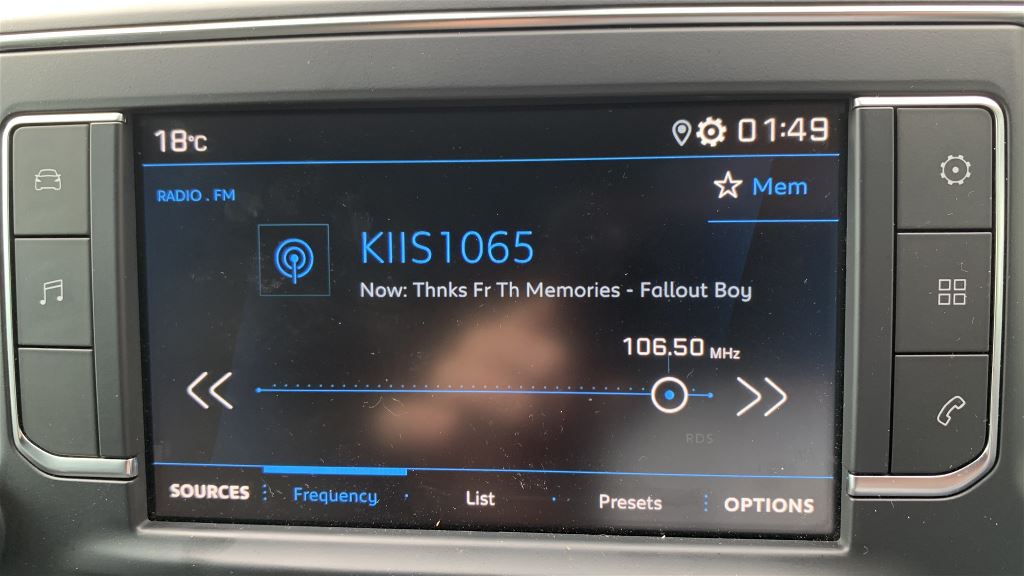 18°C
01:49
RADIO . FM
Mem
KIIS1065
Now: Thnks Fr Th Memories - Fallout Boy
106.50 MHz
RDS
SOURCES Frequency List Presets OPTIONS